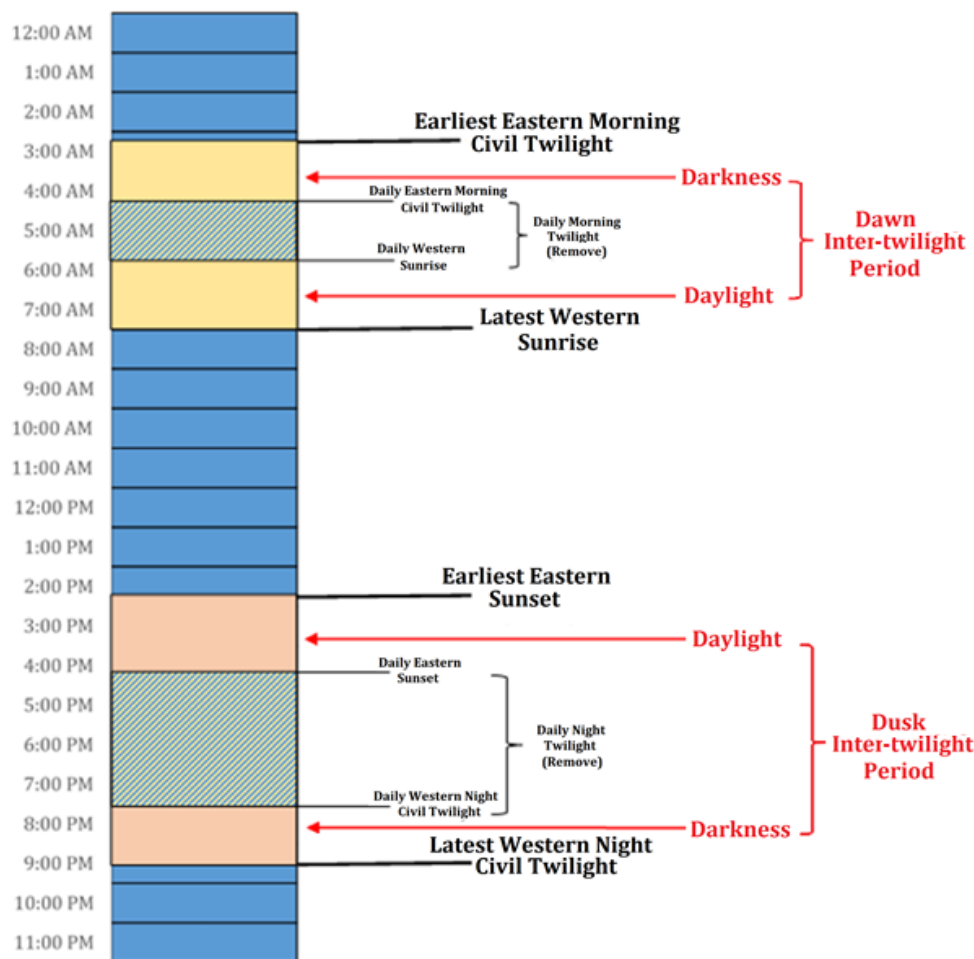 12:00 AM
1:00 AM
2:00 AM
Earliest Eastern Morning
Civil Twilight
3:00 AM
Darkness
4:00 AM
Daily Eastern Morning
Civil Twilight
Daily Morning
Twilight
(Remove)
Dawn
Inter-twilight
Period
5:00 AM
Daily Western
Sunrise
6:00 AM
Daylight
7:00 AM
Latest Western
Sunrise
8:00 AM
9:00 AM
10:00 AM
11:00 AM
12:00 PM
1:00 PM
2:00 PM
Earliest Eastern
Sunset
3:00 PM
Daylight
4:00 PM
Daily Eastern
Sunset
5:00 PM
Daily Night
Twilight
(Remove)
Dusk
Inter-twilight
Period
6:00 PM
7:00 PM
Daily Western Night
Civil Twilight
8:00 PM
Darkness
Latest Western Night
Civil Twilight
9:00 PM
10:00 PM
11:00 PM